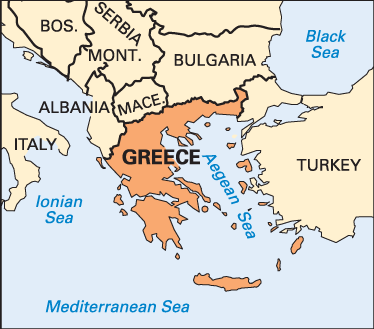 BOS.
SERBIA
MONT.
BULGARIA
Black
Sea
ALBANIA
MACE.
ITALY
GREECE
Aegean Sea
TURKEY
Ionian
Sea
Mediterranean Sea